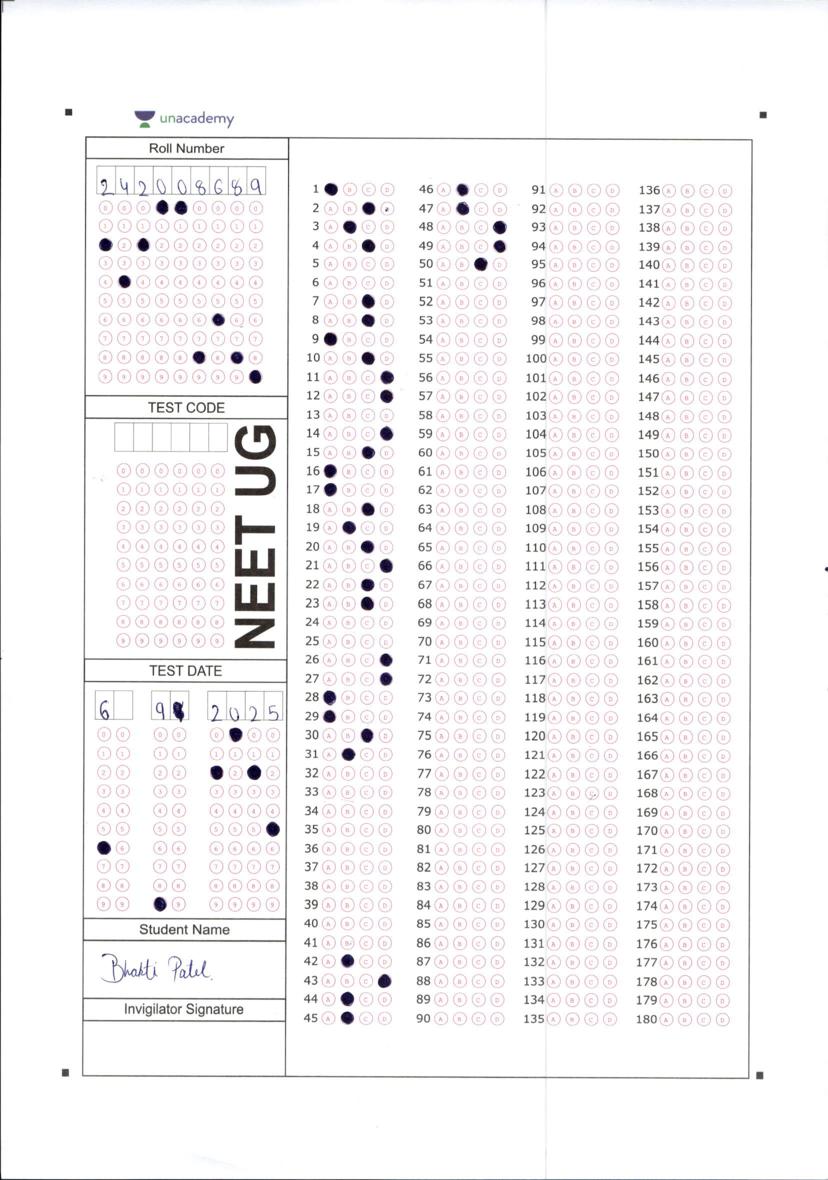 unacademy
Roll Number
2 4 2 0 0 8 6 8 9
TEST CODE
NEET UG
TEST DATE
6 9 2 0 2 5
Student Name
Bhakti Patel
Invigilator Signature
1 B C D 46 A C D 91 A B C D 136 A B C D
2 A B D 47 A C D 92 A B C D 137 A B C D
3 A C D 48 A B C 93 A B C D 138 A B C D
4 A B D 49 A B C 94 A B C D 139 A B C D
5 A B C D 50 A B D 95 A B C D 140 A B C D
6 A B C D 51 A B C D 96 A B C D 141 A B C D
7 A B D 52 A B C D 97 A B C D 142 A B C D
8 A B D 53 A B C D 98 A B C D 143 A B C D
9 B C D 54 A B C D 99 A B C D 144 A B C D
10 A B D 55 A B C D 100 A B C D 145 A B C D
11 A B C 56 A B C D 101 A B C D 146 A B C D
12 A B C 57 A B C D 102 A B C D 147 A B C D
13 A B C D 58 A B C D 103 A B C D 148 A B C D
14 A B C 59 A B C D 104 A B C D 149 A B C D
15 A B D 60 A B C D 105 A B C D 150 A B C D
16 B C D 61 A B C D 106 A B C D 151 A B C D
17 B C D 62 A B C D 107 A B C D 152 A B C D
18 A B D 63 A B C D 108 A B C D 153 A B C D
19 A C D 64 A B C D 109 A B C D 154 A B C D
20 A B D 65 A B C D 110 A B C D 155 A B C D
21 A B C 66 A B C D 111 A B C D 156 A B C D
22 A B D 67 A B C D 112 A B C D 157 A B C D
23 A B D 68 A B C D 113 A B C D 158 A B C D
24 A B C D 69 A B C D 114 A B C D 159 A B C D
25 A B C D 70 A B C D 115 A B C D 160 A B C D
26 A B C 71 A B C D 116 A B C D 161 A B C D
27 A B C 72 A B C D 117 A B C D 162 A B C D
28 B C D 73 A B C D 118 A B C D 163 A B C D
29 B C D 74 A B C D 119 A B C D 164 A B C D
30 A B D 75 A B C D 120 A B C D 165 A B C D
31 A C D 76 A B C D 121 A B C D 166 A B C D
32 A B C D 77 A B C D 122 A B C D 167 A B C D
33 A B C D 78 A B C D 123 A B C D 168 A B C D
34 A B C D 79 A B C D 124 A B C D 169 A B C D
35 A B C D 80 A B C D 125 A B C D 170 A B C D
36 A B C D 81 A B C D 126 A B C D 171 A B C D
37 A B C D 82 A B C D 127 A B C D 172 A B C D
38 A B C D 83 A B C D 128 A B C D 173 A B C D
39 A B C D 84 A B C D 129 A B C D 174 A B C D
40 A B C D 85 A B C D 130 A B C D 175 A B C D
41 A B C D 86 A B C D 131 A B C D 176 A B C D
42 A C D 87 A B C D 132 A B C D 177 A B C D
43 A B C 88 A B C D 133 A B C D 178 A B C D
44 A C D 89 A B C D 134 A B C D 179 A B C D
45 A C D 90 A B C D 135 A B C D 180 A B C D